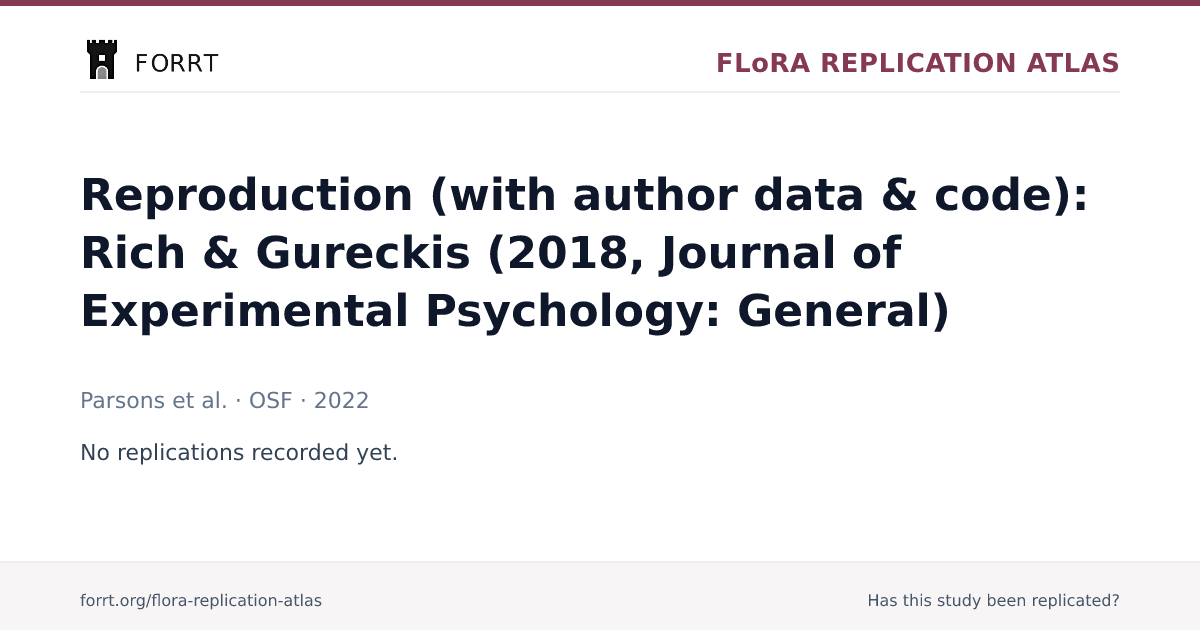 FORRT
FLoRA REPLICATION ATLAS
Reproduction (with author data & code):
Rich & Gureckis (2018, Journal of
Experimental Psychology: General)
Parsons et al. · OSF · 2022
No replications recorded yet.
forrt.org/flora-replication-atlas
Has this study been replicated?